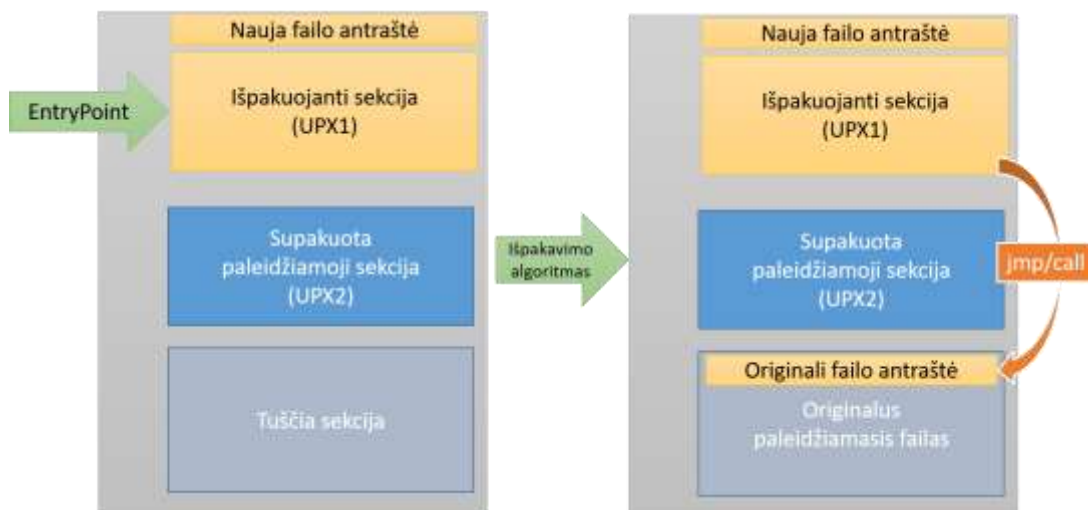 Nauja failo antraštė
EntryPoint
Išpakuojanti sekcija
(UPX1)
Supakuota
paleidžiamoji sekcija
(UPX2)
Tuščia sekcija
Išpakavimo
algoritmas
Nauja failo antraštė
Išpakuojanti sekcija
(UPX1)
Supakuota
paleidžiamoji sekcija
(UPX2)
jmp/call
Originali failo antraštė
Originalus
paleidžiamasis failas